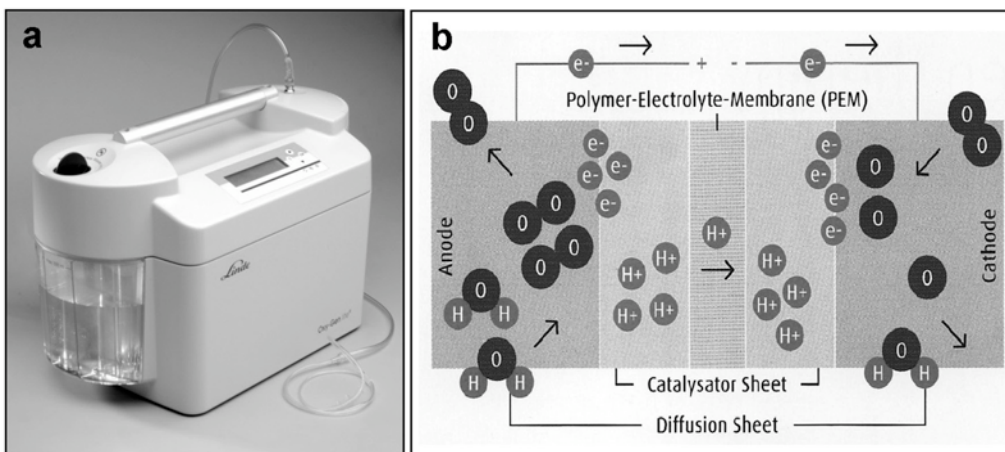 a
Linde
b
e- + - e-
Polymer-Electrolyte-Membrane (PEM)
O
O
O
O
e-
e-
e-
e-
O
O
O
O
Anode
H+
H+
H+
H+
H+
H+
H+
H+
H+
e-
e-
e-
e-
O
O
O
Cathode
O
H
H
O
H
H
O
H
H
Catalysator Sheet
Diffusion Sheet